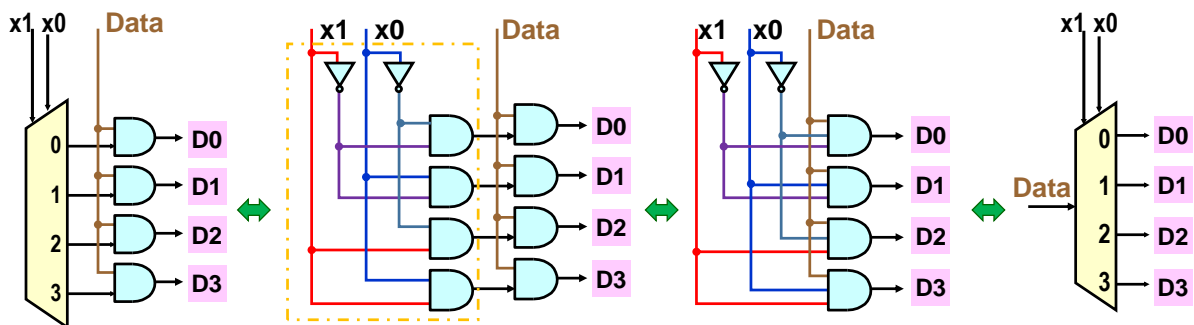 x1 x0 Data
0 D0
1 D1
2 D2
3 D3
x1 x0 Data
D0
D1
D2
D3
x1 x0 Data
D0
D1
D2
D3
x1 x0
0 D0
Data 1 D1
2 D2
3 D3